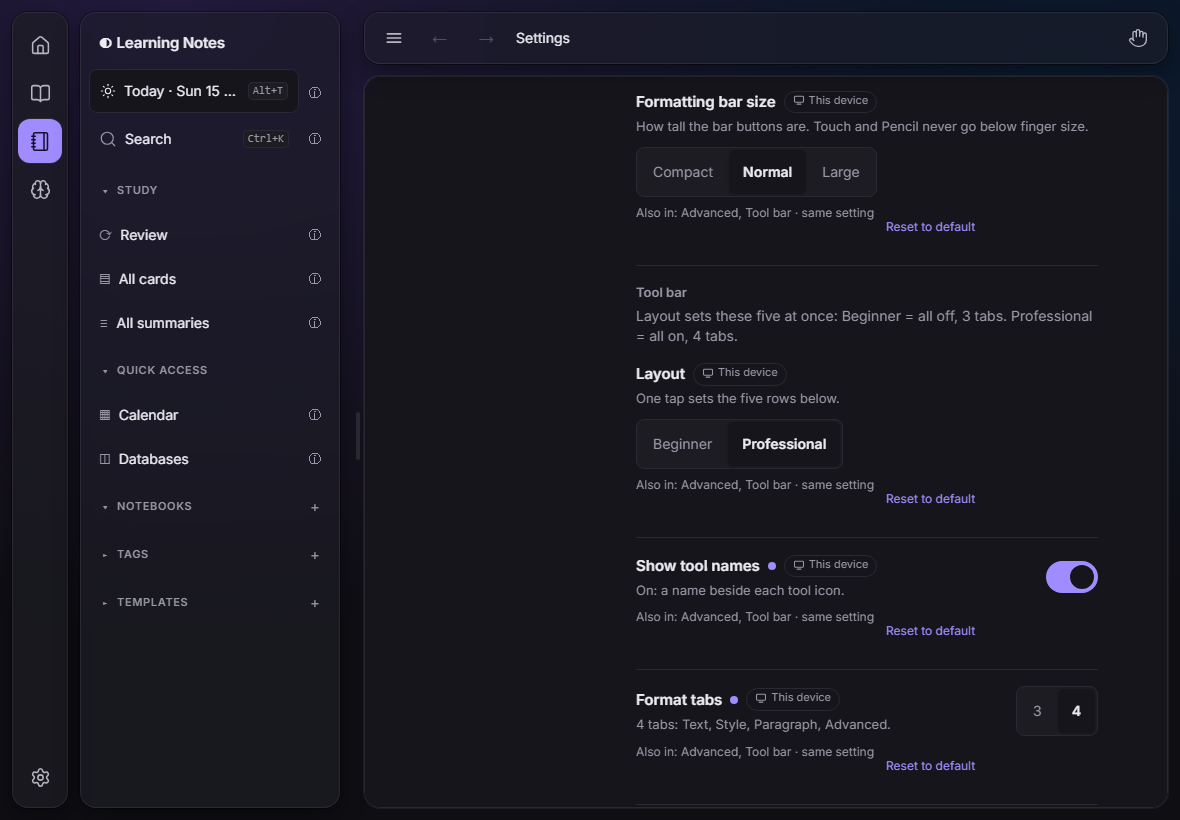 Learning Notes
Today · Sun 15 ... Alt+T
Search Ctrl+K
STUDY
Review
All cards
All summaries
QUICK ACCESS
Calendar
Databases
NOTEBOOKS +
TAGS +
TEMPLATES +
← → Settings
Formatting bar size This device
How tall the bar buttons are. Touch and Pencil never go below finger size.
Compact Normal Large
Also in: Advanced, Tool bar · same setting
Reset to default
Tool bar
Layout sets these five at once: Beginner = all off, 3 tabs. Professional
= all on, 4 tabs.
Layout This device
One tap sets the five rows below.
Beginner Professional
Also in: Advanced, Tool bar · same setting
Reset to default
Show tool names This device
On: a name beside each tool icon.
Also in: Advanced, Tool bar · same setting
Reset to default
Format tabs This device
3 4
4 tabs: Text, Style, Paragraph, Advanced.
Also in: Advanced, Tool bar · same setting
Reset to default